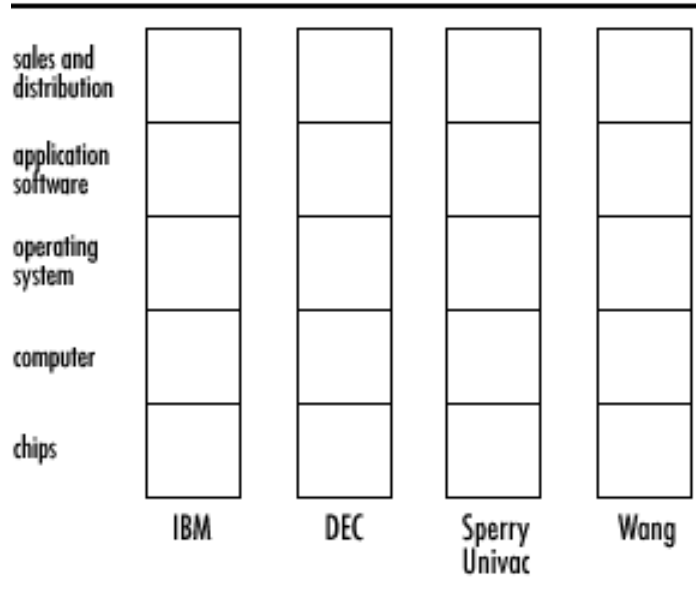 sales and
distribution
application
software
operating
system
computer
chips
IBM DEC Sperry Wang
Univac